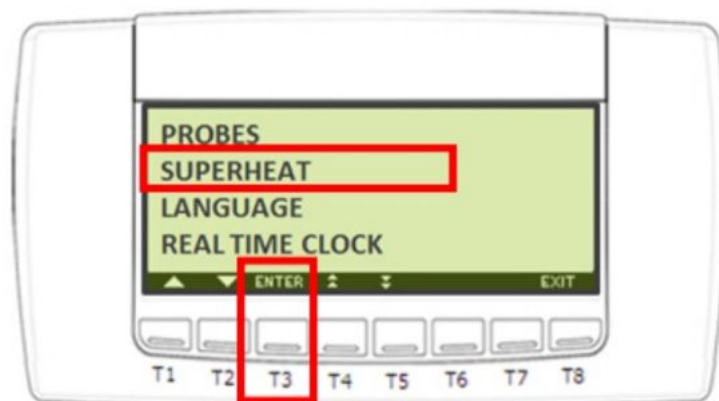 PROBES
SUPERHEAT
LANGUAGE
REAL TIME CLOCK
ENTER EXIT
T1 T2 T3 T4 T5 T6 T7 T8